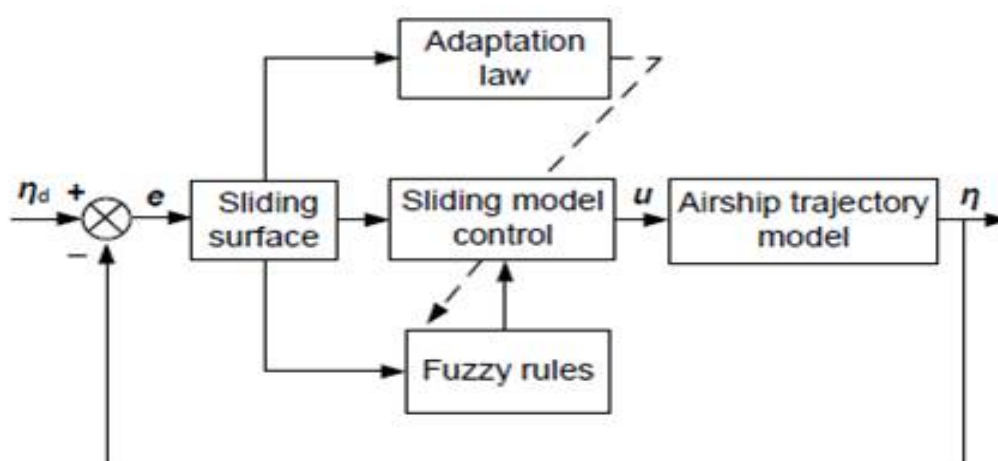 Adaptation
law
ηd + e
Sliding
surface
Sliding model
control
u
Airship trajectory
model
η
−
Fuzzy rules